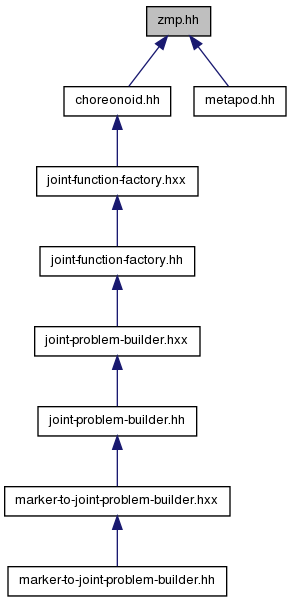 zmp.hh
choreonoid.hh
metapod.hh
joint-function-factory.hxx
joint-function-factory.hh
joint-problem-builder.hxx
joint-problem-builder.hh
marker-to-joint-problem-builder.hxx
marker-to-joint-problem-builder.hh